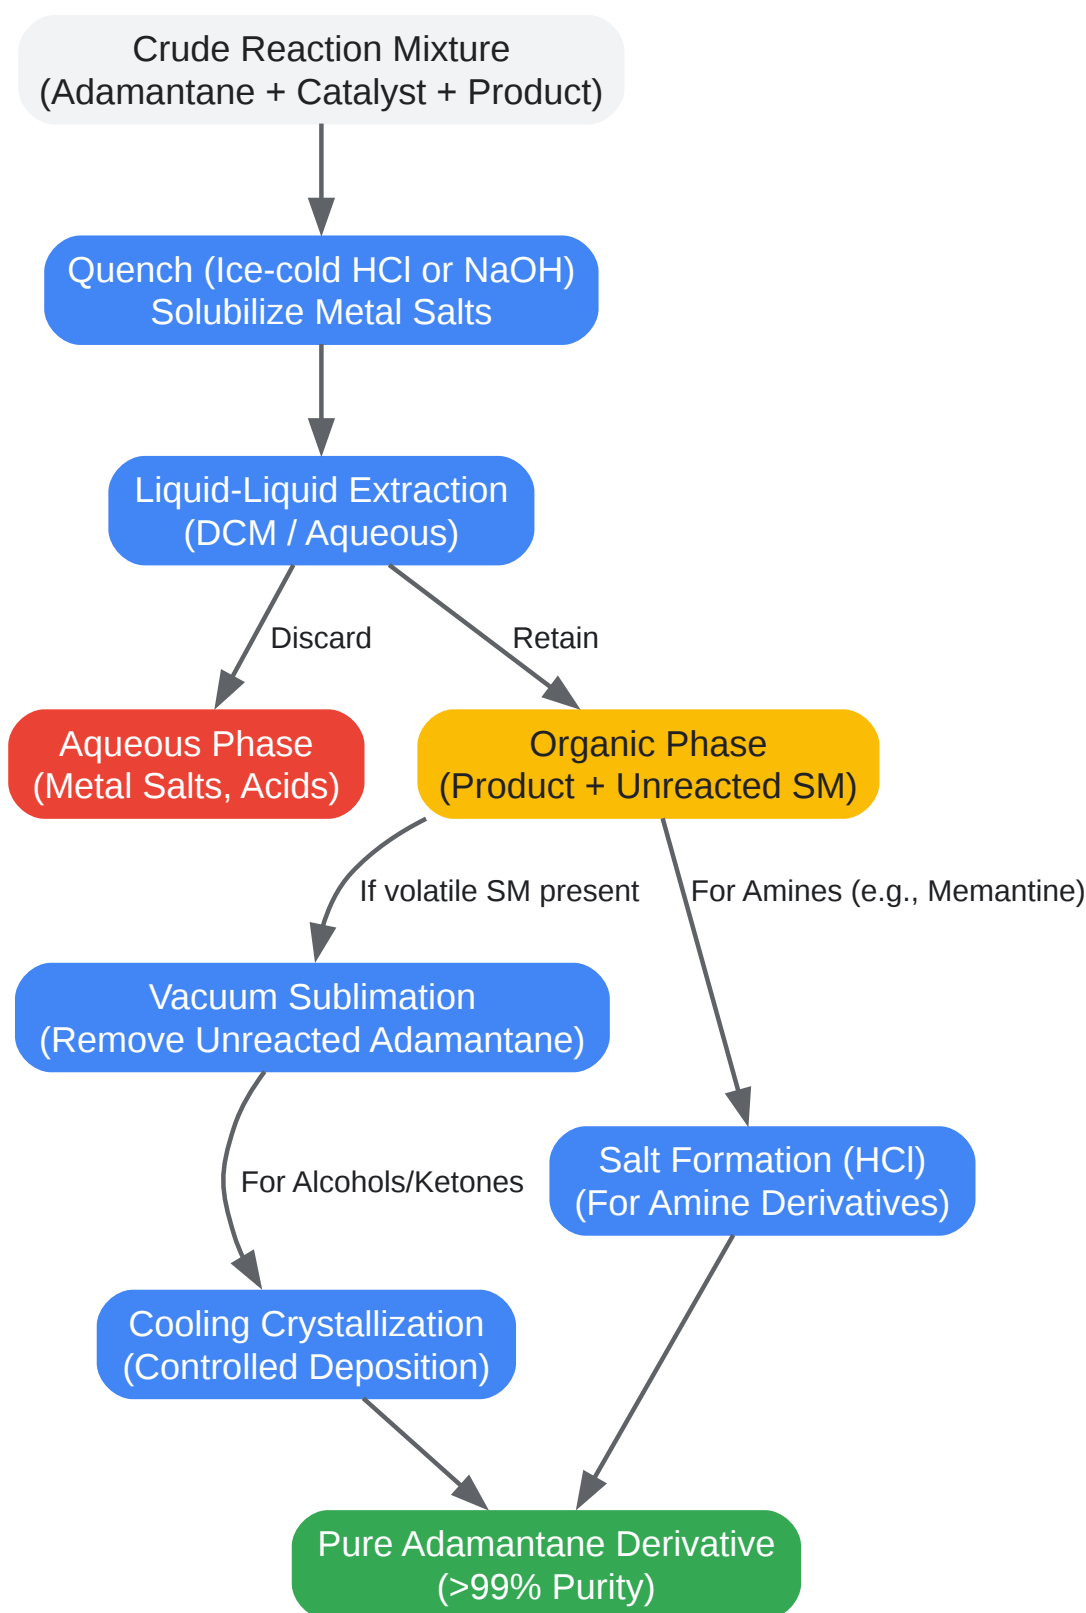 Crude Reaction Mixture
(Adamantane + Catalyst + Product)
Quench (Ice-cold HCl or NaOH)
Solubilize Metal Salts
Liquid-Liquid Extraction
(DCM / Aqueous)
Discard
Retain
Aqueous Phase
(Metal Salts, Acids)
Organic Phase
(Product + Unreacted SM)
If volatile SM present
For Amines (e.g., Memantine)
Vacuum Sublimation
(Remove Unreacted Adamantane)
Salt Formation (HCl)
(For Amine Derivatives)
For Alcohols/Ketones
Cooling Crystallization
(Controlled Deposition)
Pure Adamantane Derivative
(>99% Purity)